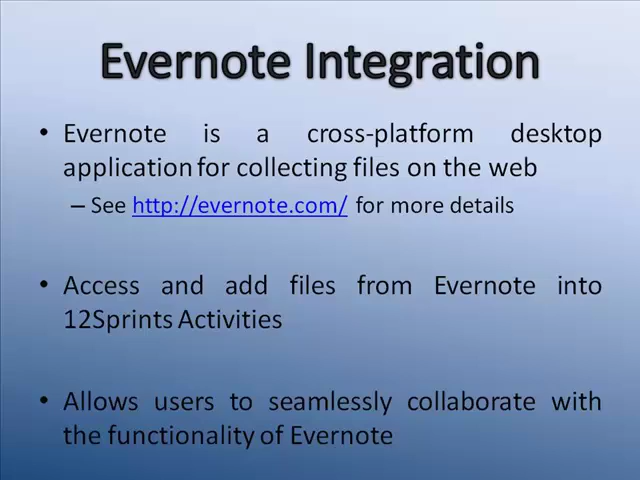 Evernote Integration
• Evernote is a cross-platform desktop
application for collecting files on the web
– See http://evernote.com/ for more details
• Access and add files from Evernote into
12Sprints Activities
• Allows users to seamlessly collaborate with
the functionality of Evernote